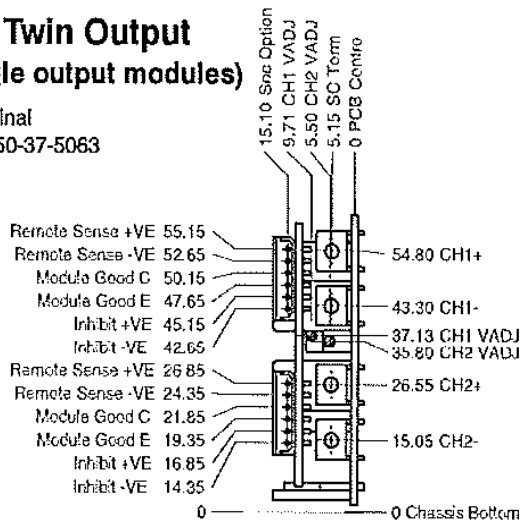 Twin Output
le output modules)
inal
50-37-5063
15.10 Snc Option
9.71 CH1 VADJ
5.50 CH2 VADJ
5.15 SC Term
0 PCB Centre
Remote Sense +VE 55.15
Remote Sense -VE 52.65
Module Good C 50.15
Module Good E 47.65
Inhibit +VE 45.15
Inhibit -VE 42.65
Remote Sense +VE 26.85
Remote Sense -VE 24.35
Module Good C 21.85
Module Good E 19.35
Inhibit +VE 16.85
Inhibit -VE 14.35
0
54.80 CH1+
43.30 CH1-
37.13 CH1 VADJ
35.80 CH2 VADJ
26.55 CH2+
15.05 CH2-
0 Chassis Bottom